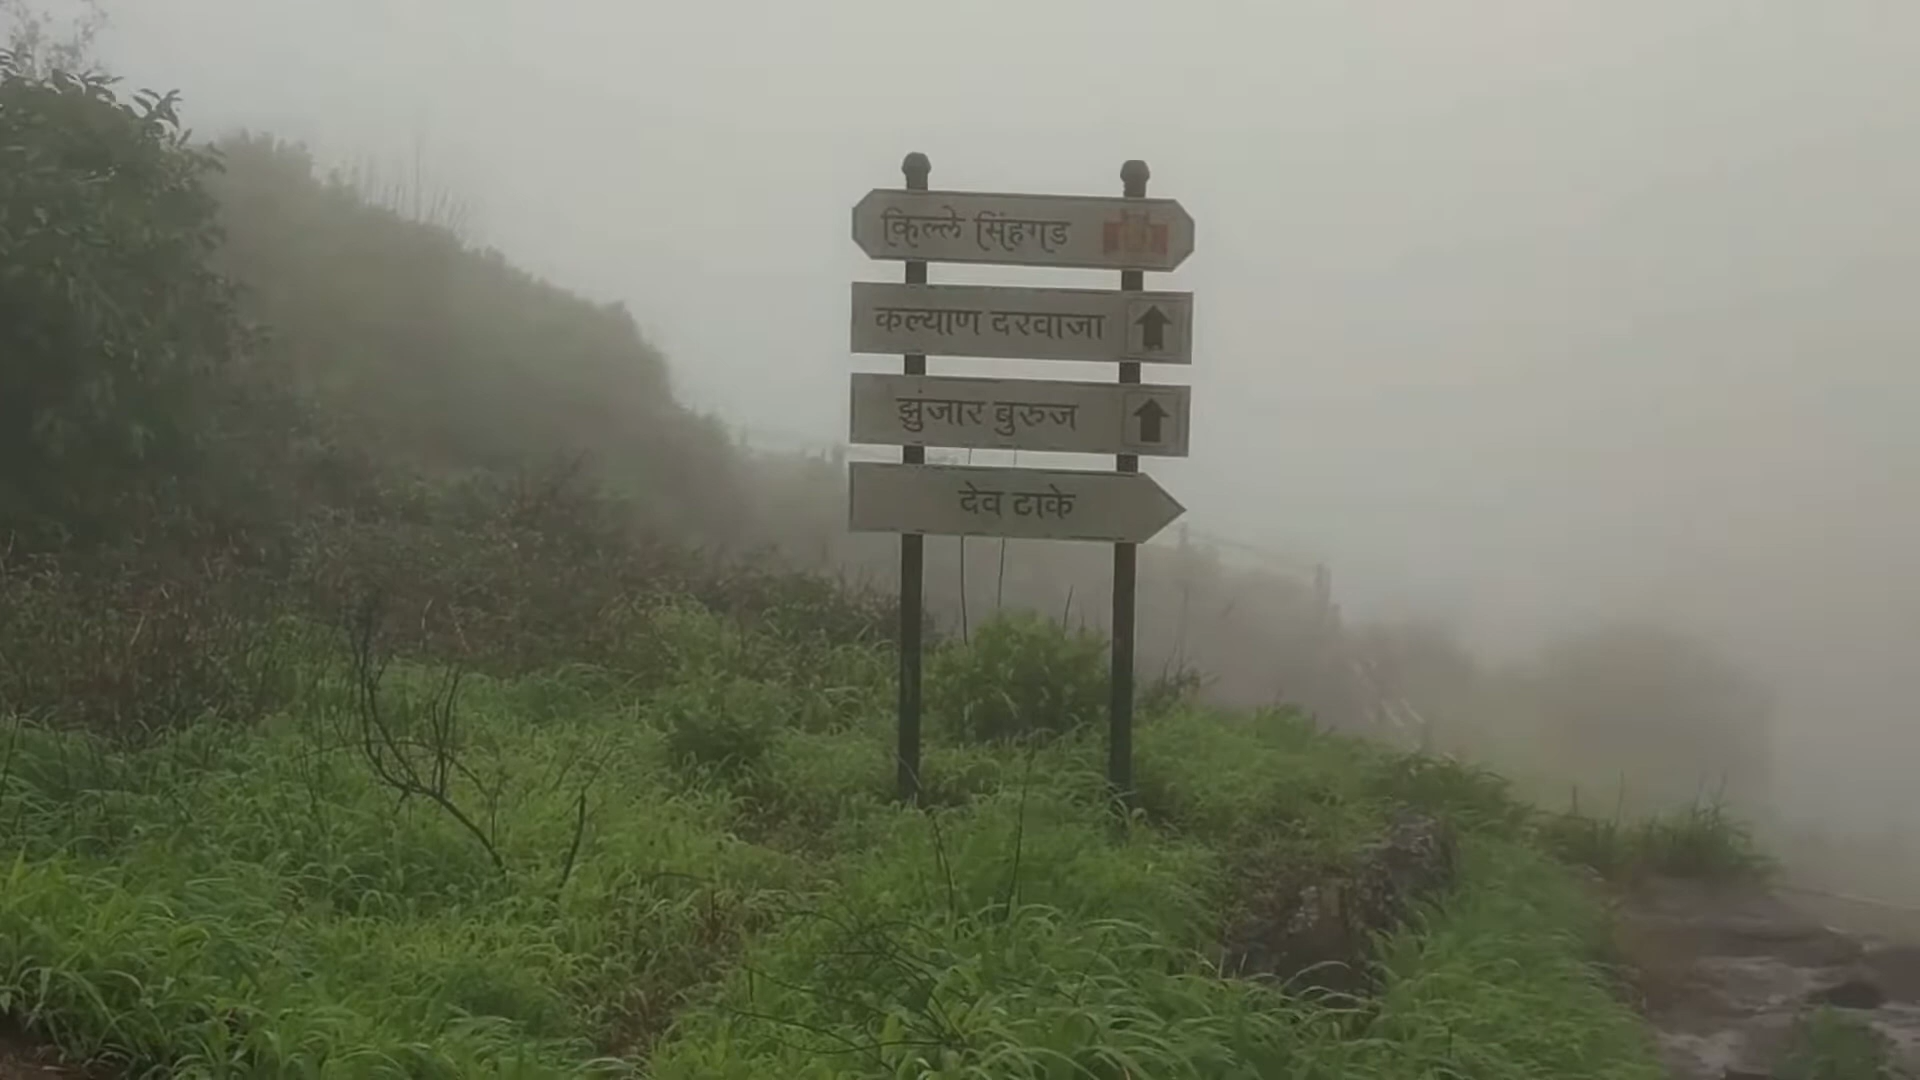 किल्ले सिंहगड
कल्याण दरवाजा
झुंजार बुरुज
देव टाके